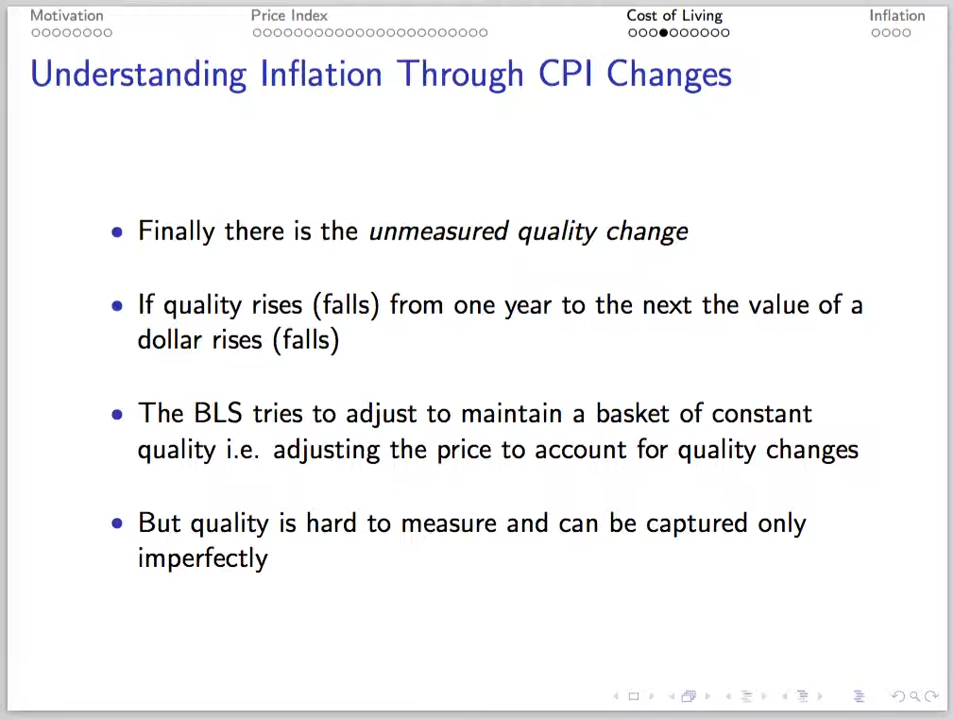 Motivation Price Index Cost of Living Inflation
Understanding Inflation Through CPI Changes
• Finally there is the unmeasured quality change
• If quality rises (falls) from one year to the next the value of a
dollar rises (falls)
• The BLS tries to adjust to maintain a basket of constant
quality i.e. adjusting the price to account for quality changes
• But quality is hard to measure and can be captured only
imperfectly